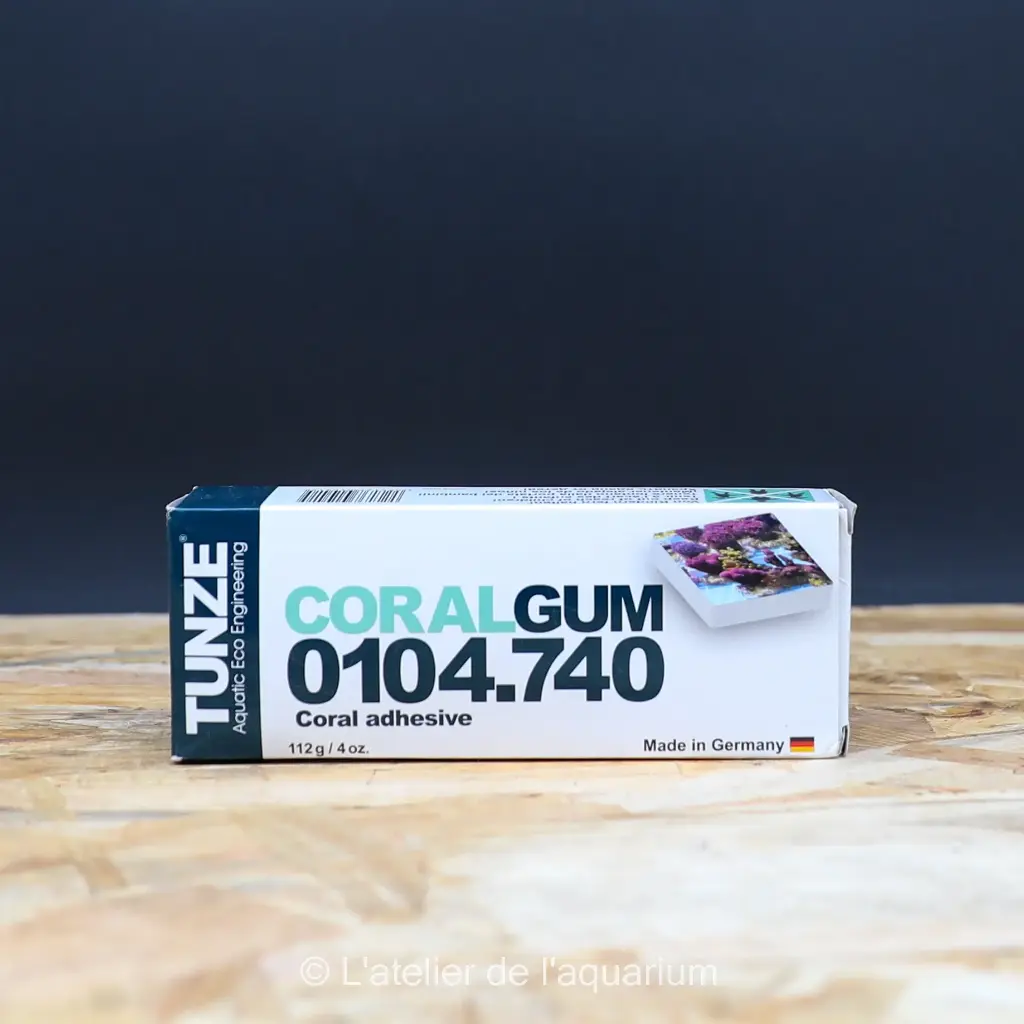 TUNZE®
Aquatic Eco Engineering
CORALGUM
0104.740
Coral adhesive
112 g / 4 oz.
Made in Germany
© L'atelier de l'aquarium